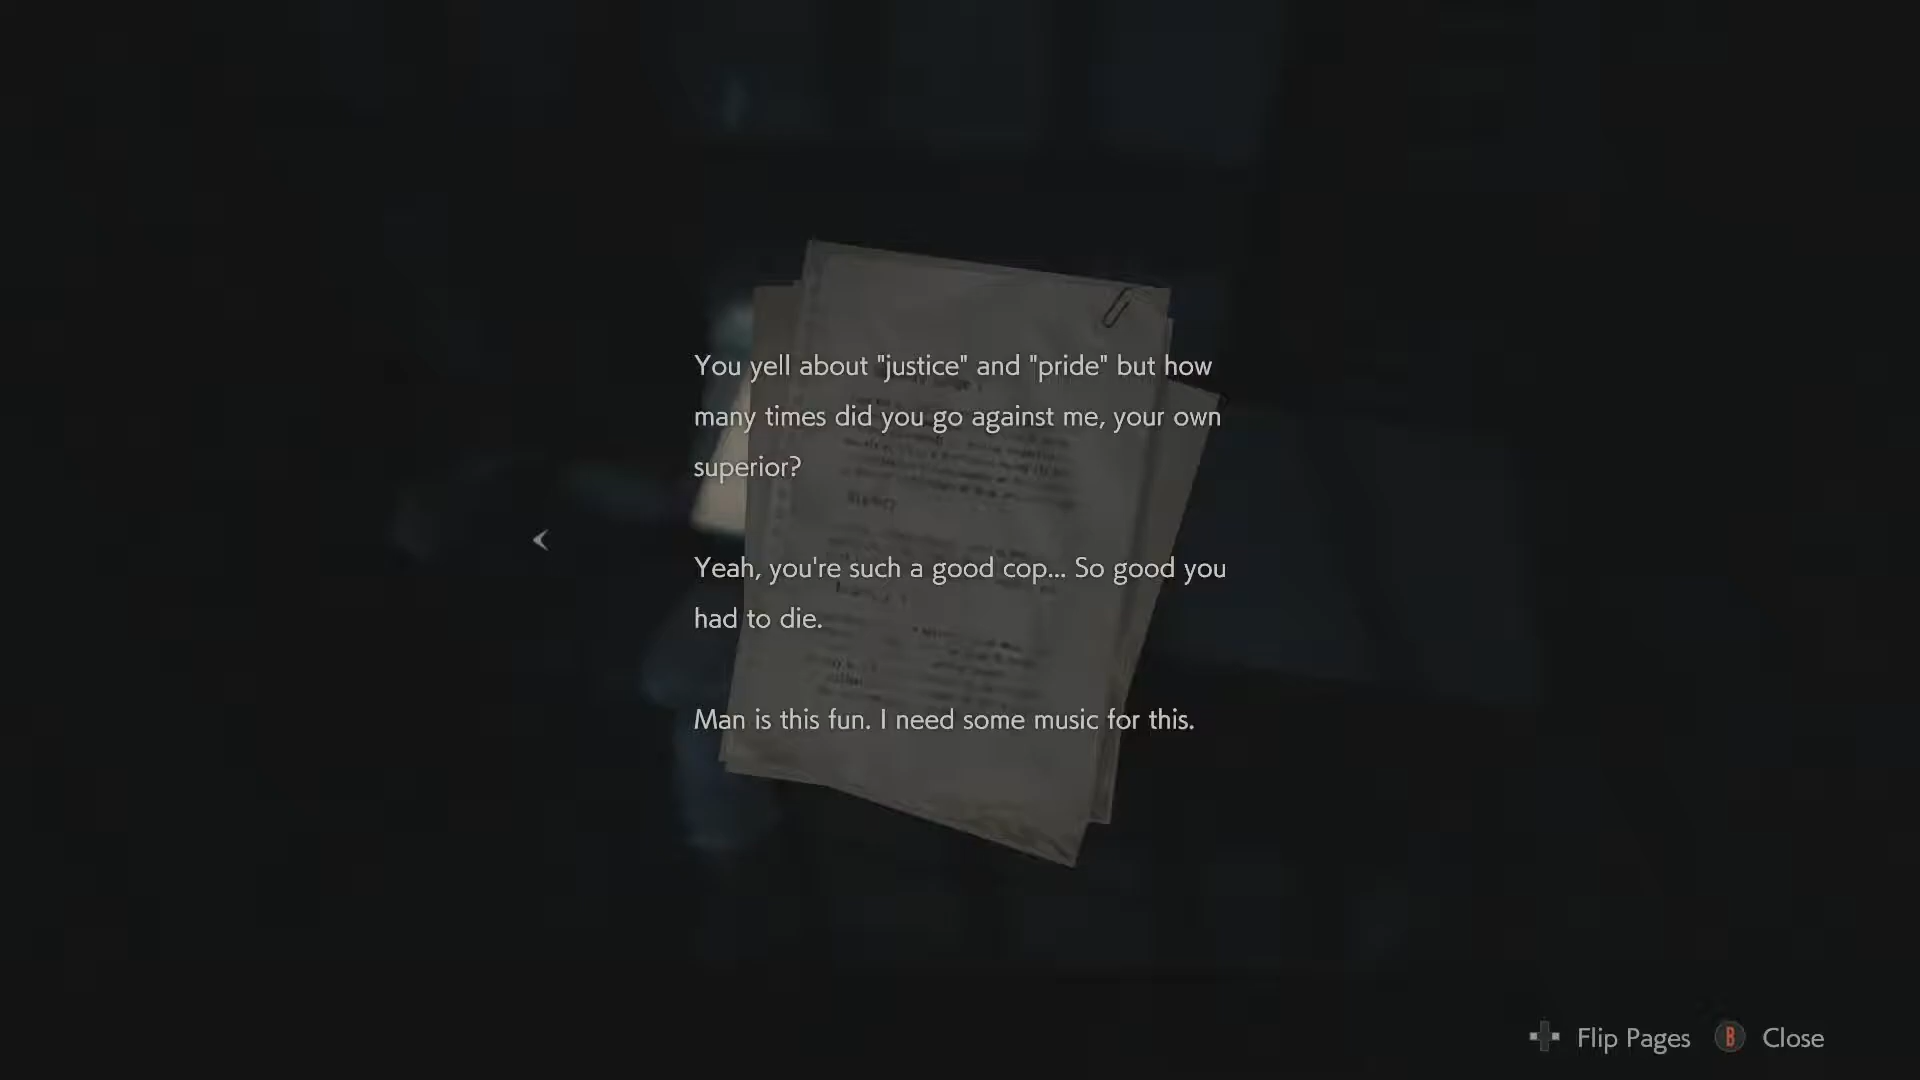 You yell about "justice" and "pride" but how
many times did you go against me, your own
superior?
Yeah, you're such a good cop... So good you
had to die.
Man is this fun. I need some music for this.
Flip Pages B Close